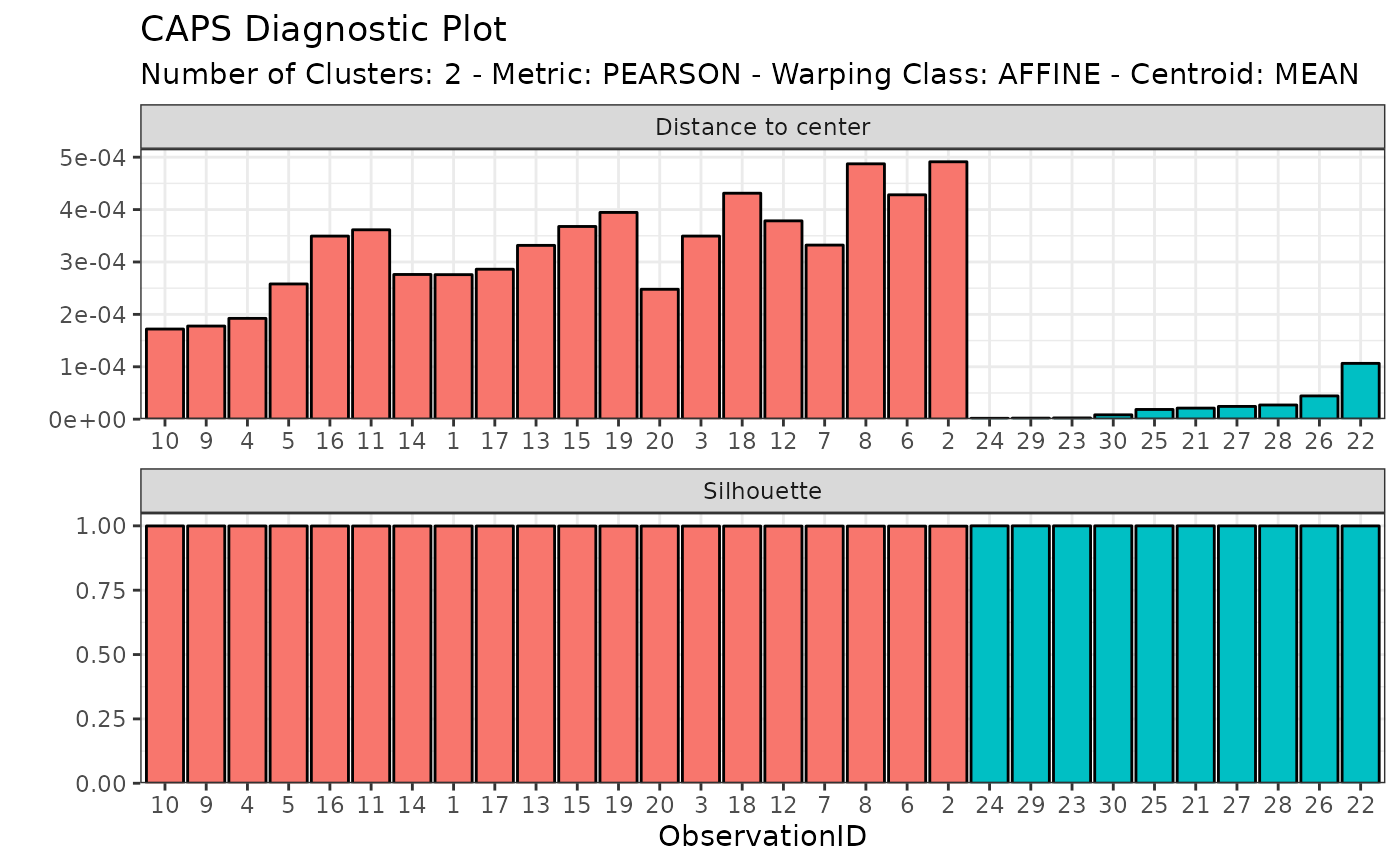 CAPS Diagnostic Plot
Number of Clusters: 2 - Metric: PEARSON - Warping Class: AFFINE - Centroid: MEAN
Distance to center
5e-04
4e-04
3e-04
2e-04
1e-04
0e+00
10 9 4 5 16 11 14 1 17 13 15 19 20 3 18 12 7 8 6 2 24 29 23 30 25 21 27 28 26 22
Silhouette
1.00
0.75
0.50
0.25
0.00
10 9 4 5 16 11 14 1 17 13 15 19 20 3 18 12 7 8 6 2 24 29 23 30 25 21 27 28 26 22
ObservationID